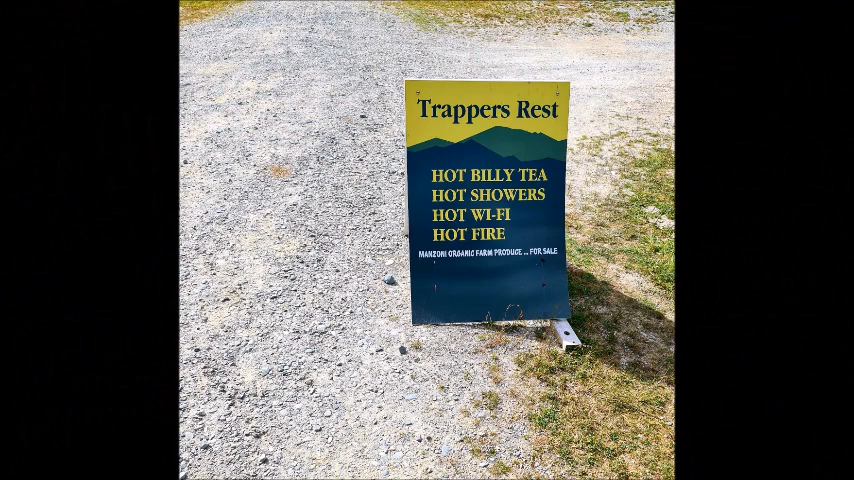 Trappers Rest
HOT BILLY TEA
HOT SHOWERS
HOT WI-FI
HOT FIRE
MANZONI ORGANIC FARM PRODUCE ... FOR SALE